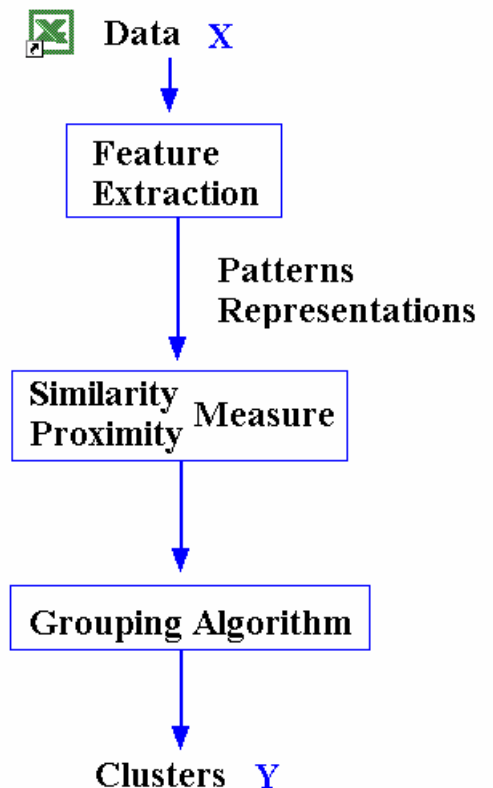 Data X
Feature
Extraction
Patterns
Representations
Similarity
Proximity
Measure
Grouping Algorithm
Clusters Y